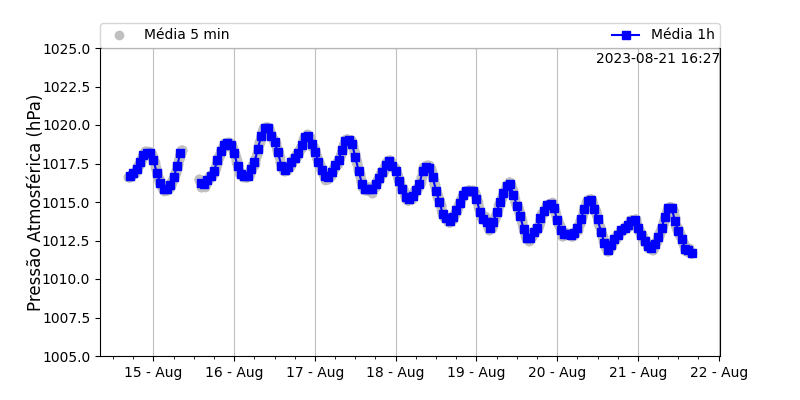 Média 5 min
Média 1h
2023-08-21 16:27
Pressão Atmosférica (hPa)
1025.0
1022.5
1020.0
1017.5
1015.0
1012.5
1010.0
1007.5
1005.0
15 - Aug
16 - Aug
17 - Aug
18 - Aug
19 - Aug
20 - Aug
21 - Aug
22 - Aug